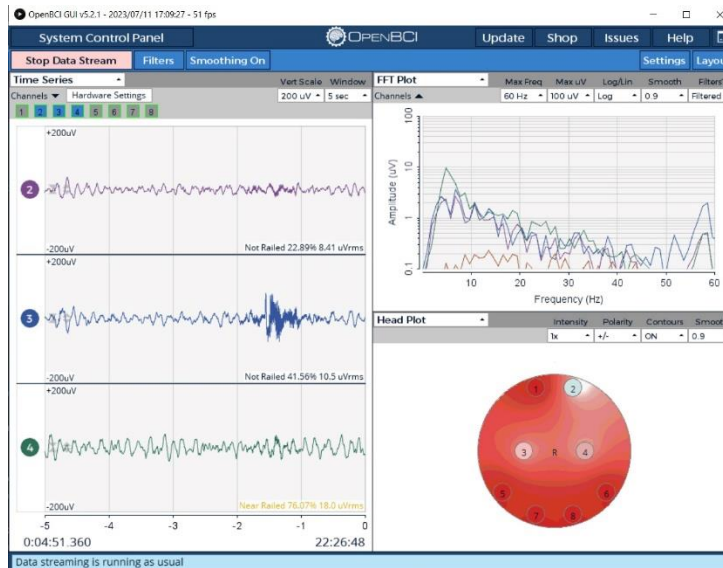 OpenBCI GUI v5.2.1 - 2023/07/11 17:09:27 - 51 fps
System Control Panel
OPENBCI
Update
Shop
Issues
Help
Stop Data Stream
Filters
Smoothing On
Settings
Layou
Time Series
Vert Scale
Window
Channels
Hardware Settings
200 uV
5 sec
1 2 3 4 5 6 7 8
+200uV
2
-200uV
Not Railed 22.89% 8.41 uVrms
+200uV
3
-200uV
Not Railed 41.56% 10.5 uVrms
+200uV
4
-200uV
Near Railed 76.07% 18.0 uVrms
-5 -4 -3 -2 -1 0
0:04:51.360
22:26:48
FFT Plot
Max Freq
Max uV
Log/Lin
Smooth
Filters
Channels
60 Hz
100 uV
Log
0.9
Filtered
Amplitude (uV)
100
10
1
0.1
10 20 30 40 50 60
Frequency (Hz)
Head Plot
Intensity
Polarity
Contours
Smoo
1x
+/-
ON
0.9
1
2
3
R
4
5
6
7
8
Data streaming is running as usual